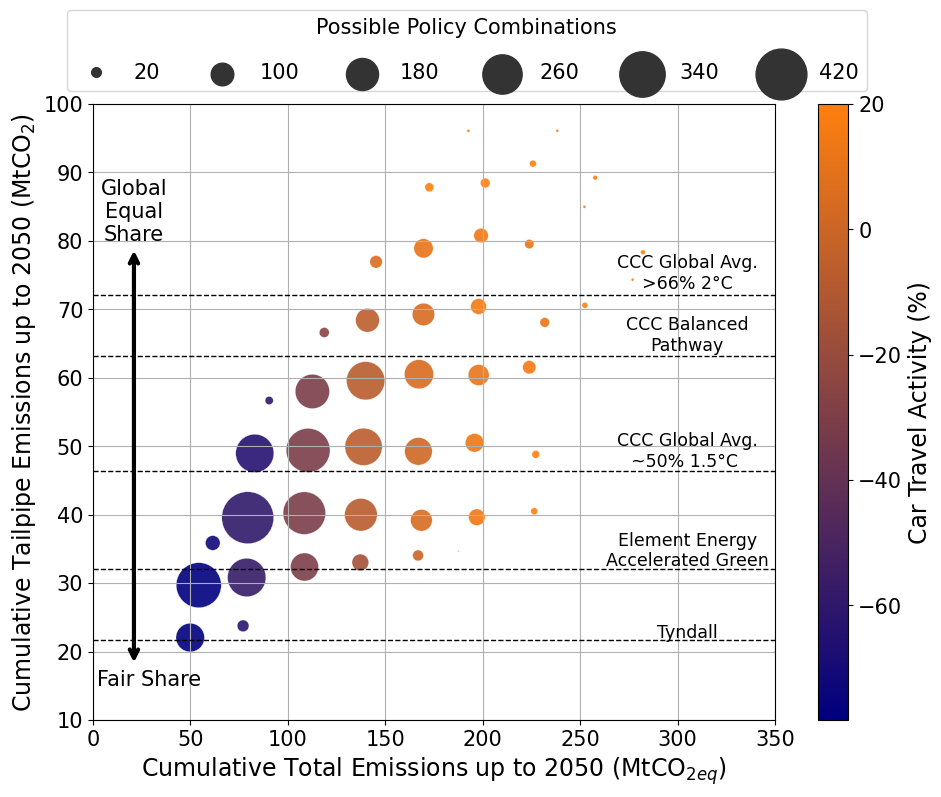 Possible Policy Combinations
20 100 180 260 340 420
100
90
80
70
60
50
40
30
20
10
Cumulative Tailpipe Emissions up to 2050 (MtCO2)
Global
Equal
Share
Fair Share
CCC Global Avg.
>66% 2°C
CCC Balanced
Pathway
CCC Global Avg.
~50% 1.5°C
Element Energy
Accelerated Green
Tyndall
0 50 100 150 200 250 300 350
Cumulative Total Emissions up to 2050 (MtCO2eq)
20
0
−20
−40
−60
Car Travel Activity (%)